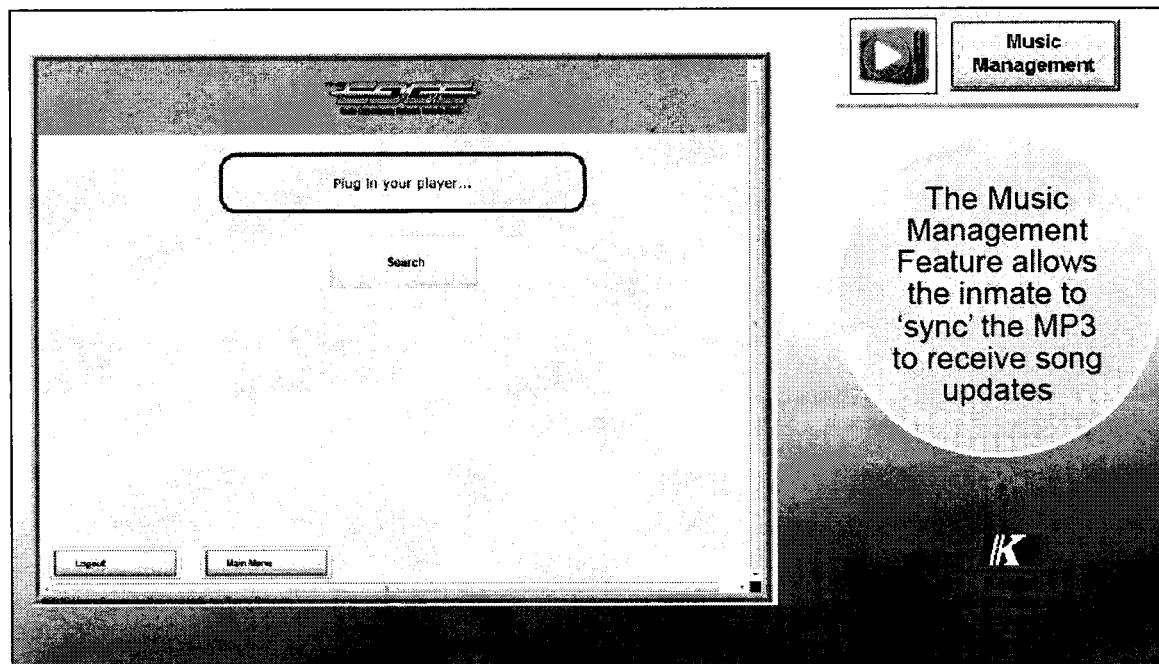 Plug in your player...
Search
Logout
Main Menu
Music
Management
The Music
Management
Feature allows
the inmate to
‘sync’ the MP3
to receive song
updates
K